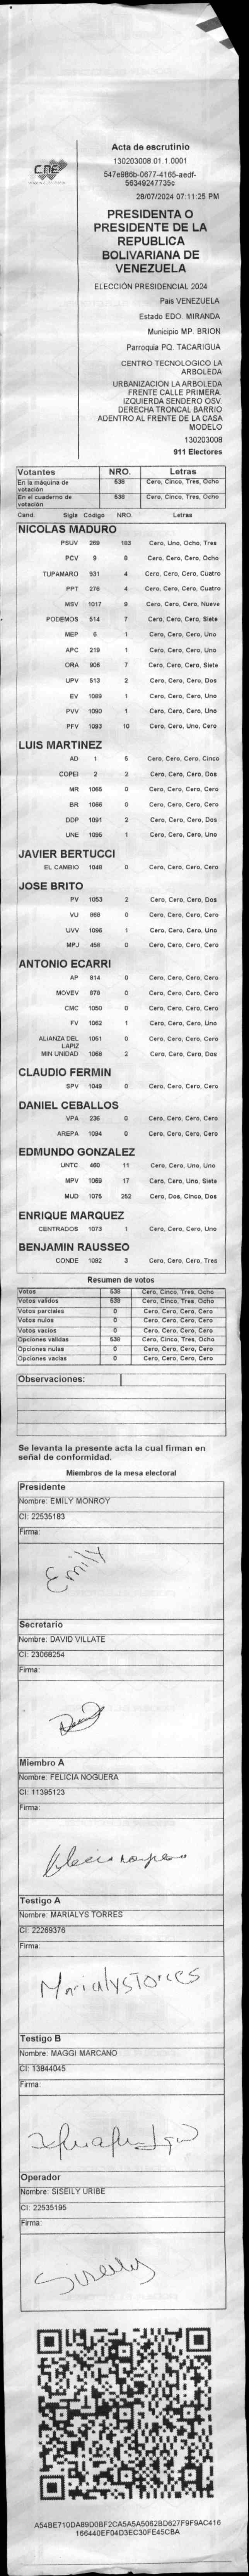 CNE
Acta de escrutinio
130203008.01.1.0001
547e986b-0677-4165-aedf-
56349247735c
28/07/2024 07:11:25 PM
PRESIDENTA O
PRESIDENTE DE LA
REPUBLICA
BOLIVARIANA DE
VENEZUELA
ELECCIÓN PRESIDENCIAL 2024
Pais VENEZUELA
Estado EDO. MIRANDA
Municipio MP. BRION
Parroquia PQ. TACARIGUA
CENTRO TECNOLOGICO LA
ARBOLEDA
URBANIZACION LA ARBOLEDA
FRENTE CALLE PRIMERA.
IZQUIERDA SENDERO OSV.
DERECHA TRONCAL BARRIO
ADENTRO AL FRENTE DE LA CASA
MODELO
130203008
911 Electores
Votantes NRO. Letras
En la máquina de votación 538 Cero, Cinco, Tres, Ocho
En el cuaderno de votación 538 Cero, Cinco, Tres, Ocho
Cand. Sigla Código NRO. Letras
NICOLAS MADURO
PSUV 269 183 Cero, Uno, Ocho, Tres
PCV 9 8 Cero, Cero, Cero, Ocho
TUPAMARO 931 4 Cero, Cero, Cero, Cuatro
PPT 276 4 Cero, Cero, Cero, Cuatro
MSV 1017 9 Cero, Cero, Cero, Nueve
PODEMOS 514 7 Cero, Cero, Cero, Siete
MEP 6 1 Cero, Cero, Cero, Uno
APC 219 1 Cero, Cero, Cero, Uno
ORA 906 7 Cero, Cero, Cero, Siete
UPV 513 2 Cero, Cero, Cero, Dos
EV 1089 1 Cero, Cero, Cero, Uno
PVV 1090 1 Cero, Cero, Cero, Uno
PFV 1093 10 Cero, Cero, Uno, Cero
LUIS MARTINEZ
AD 1 5 Cero, Cero, Cero, Cinco
COPEI 2 2 Cero, Cero, Cero, Dos
MR 1065 0 Cero, Cero, Cero, Cero
BR 1066 0 Cero, Cero, Cero, Cero
DDP 1091 2 Cero, Cero, Cero, Dos
UNE 1095 1 Cero, Cero, Cero, Uno
JAVIER BERTUCCI
EL CAMBIO 1048 0 Cero, Cero, Cero, Cero
JOSE BRITO
PV 1053 2 Cero, Cero, Cero, Dos
VU 868 0 Cero, Cero, Cero, Cero
UVV 1096 1 Cero, Cero, Cero, Uno
MPJ 458 0 Cero, Cero, Cero, Cero
ANTONIO ECARRI
AP 814 0 Cero, Cero, Cero, Cero
MOVEV 878 0 Cero, Cero, Cero, Cero
CMC 1050 0 Cero, Cero, Cero, Cero
FV 1062 1 Cero, Cero, Cero, Uno
ALIANZA DEL LAPIZ 1051 0 Cero, Cero, Cero, Cero
MIN UNIDAD 1068 2 Cero, Cero, Cero, Dos
CLAUDIO FERMIN
SPV 1049 0 Cero, Cero, Cero, Cero
DANIEL CEBALLOS
VPA 236 0 Cero, Cero, Cero, Cero
AREPA 1094 0 Cero, Cero, Cero, Cero
EDMUNDO GONZALEZ
UNTC 460 11 Cero, Cero, Uno, Uno
MPV 1069 17 Cero, Cero, Uno, Siete
MUD 1075 252 Cero, Dos, Cinco, Dos
ENRIQUE MARQUEZ
CENTRADOS 1073 1 Cero, Cero, Cero, Uno
BENJAMIN RAUSSEO
CONDE 1082 3 Cero, Cero, Cero, Tres
Resumen de votos
Votos 538 Cero, Cinco, Tres, Ocho
Votos validos 538 Cero, Cinco, Tres, Ocho
Votos parciales 0 Cero, Cero, Cero, Cero
Votos nulos 0 Cero, Cero, Cero, Cero
Votos vacios 0 Cero, Cero, Cero, Cero
Opciones validas 538 Cero, Cinco, Tres, Ocho
Opciones nulas 0 Cero, Cero, Cero, Cero
Opciones vacias 0 Cero, Cero, Cero, Cero
Observaciones:
Se levanta la presente acta la cual firman en
señal de conformidad.
Miembros de la mesa electoral
Presidente
Nombre: EMILY MONROY
CI: 22535183
Firma:
Emily
Secretario
Nombre: DAVID VILLATE
CI: 23068254
Firma:
Miembro A
Nombre: FELICIA NOGUERA
CI: 11395123
Firma:
Testigo A
Nombre: MARIALYS TORRES
CI: 22269376
Firma:
MarialysTorres
Testigo B
Nombre: MAGGI MARCANO
CI: 13844045
Firma:
Operador
Nombre: SISEILY URIBE
CI: 22535195
Firma:
Siseily
A54BE710DA89D0BF2CA5A5A5062BD627F9F9AC416
166440EF04D3EC30FE45CBA